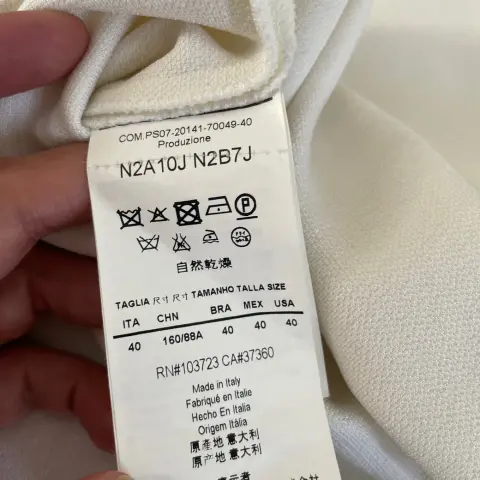 COM.PS07-20141-70049-40
Produzione
N2A10J N2B7J
自然乾燥
TAGLIA 尺寸 尺寸 TAMANHO TALLA SIZE
ITA CHN BRA MEX USA
40 160/88A 40 40 40
RN#103723 CA#37360
Made in Italy
Fabriqué en Italie
Hecho En Italia
Origem Itália
原產地 意大利
原产地 意大利